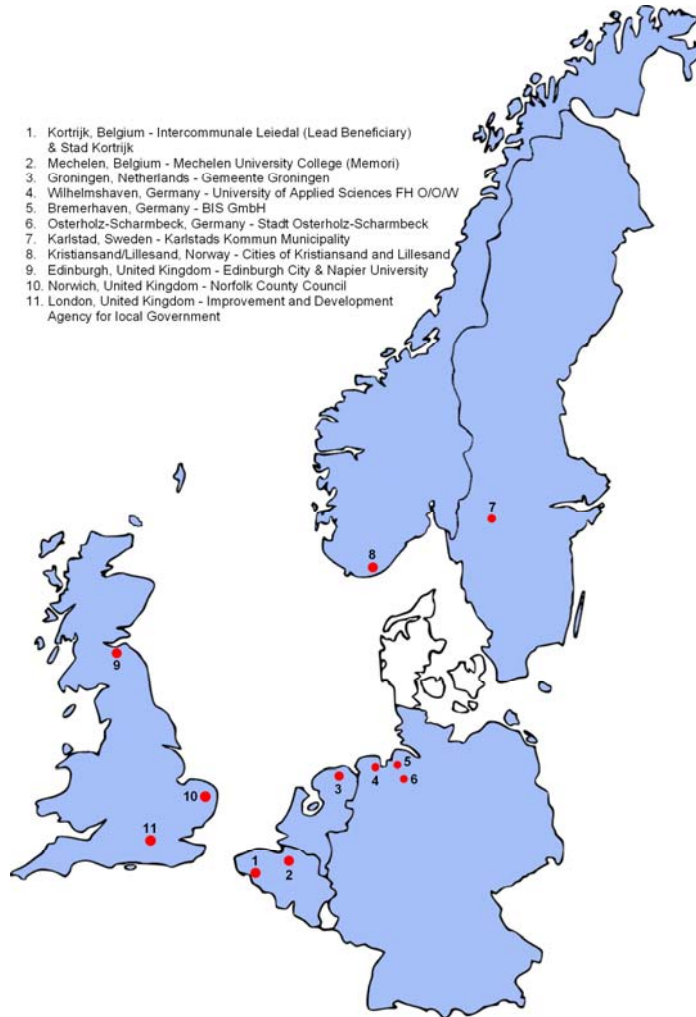 1. Kortrijk, Belgium - Intercommunale Leiedal (Lead Beneficiary)
& Stad Kortrijk
2. Mechelen, Belgium - Mechelen University College (Memori)
3. Groningen, Netherlands - Gemeente Groningen
4. Wilhelmshaven, Germany - University of Applied Sciences FH O/O/W
5. Bremerhaven, Germany - BIS GmbH
6. Osterholz-Scharmbeck, Germany - Stadt Osterholz-Scharmbeck
7. Karlstad, Sweden - Karlstads Kommun Municipality
8. Kristiansand/Lillesand, Norway - Cities of Kristiansand and Lillesand
9. Edinburgh, United Kingdom - Edinburgh City & Napier University
10. Norwich, United Kingdom - Norfolk County Council
11. London, United Kingdom - Improvement and Development
Agency for local Government
7
8
9
5
4
6
3
10
11
1
2